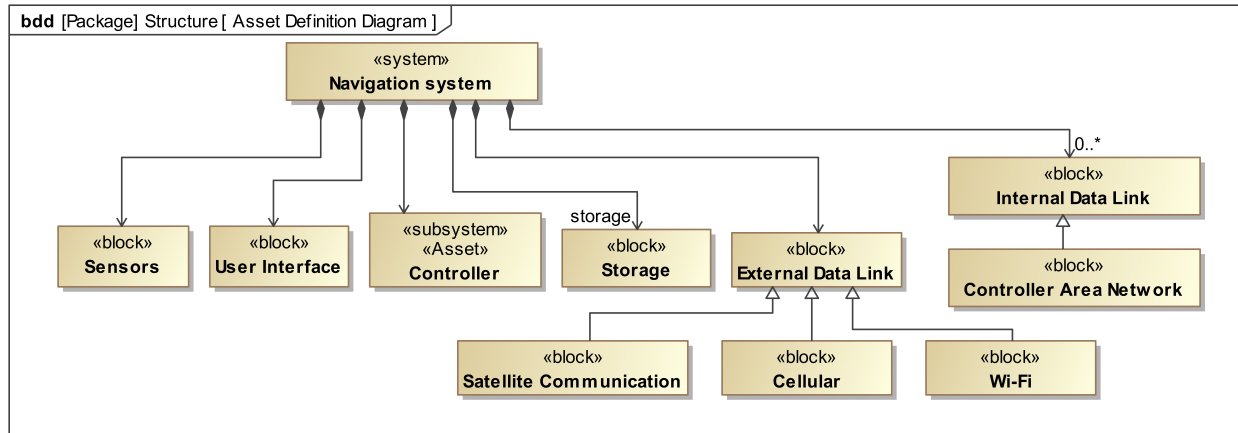 bdd [Package] Structure [ Asset Definition Diagram ]
«system»
Navigation system
0..*
«block»
Internal Data Link
storage
«block»
Sensors
«block»
User Interface
«subsystem»
«Asset»
Controller
«block»
Storage
«block»
External Data Link
«block»
Controller Area Network
«block»
Satellite Communication
«block»
Cellular
«block»
Wi-Fi